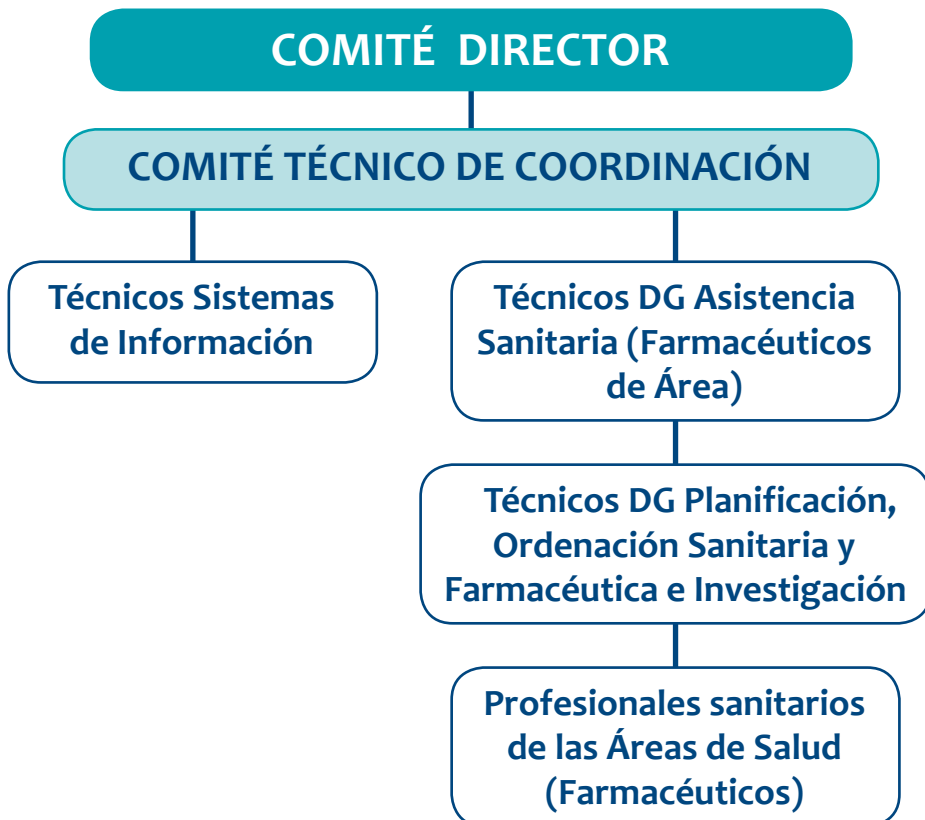 COMITÉ DIRECTOR
COMITÉ TÉCNICO DE COORDINACIÓN
Técnicos Sistemas
de Información
Técnicos DG Asistencia
Sanitaria (Farmacéuticos
de Área)
Técnicos DG Planificación,
Ordenación Sanitaria y
Farmacéutica e Investigación
Profesionales sanitarios
de las Áreas de Salud
(Farmacéuticos)